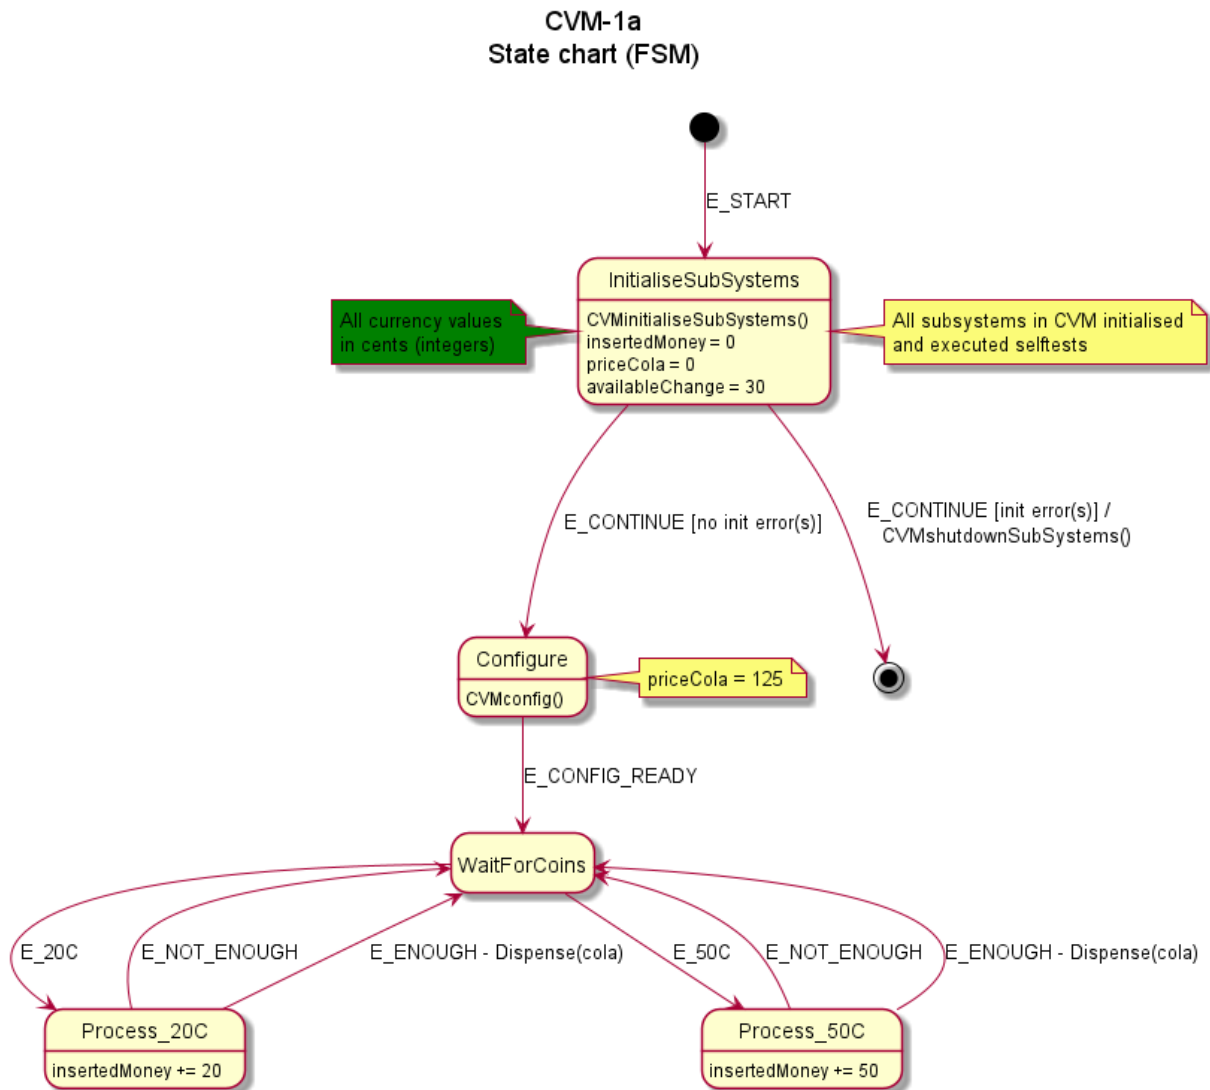 CVM-1a
State chart (FSM)
E_START
InitialiseSubSystems
CVMinitialiseSubSystems()
insertedMoney = 0
priceCola = 0
availableChange = 30
All currency values
in cents (integers)
All subsystems in CVM initialised
and executed selftests
E_CONTINUE [no init error(s)]
E_CONTINUE [init error(s)] /
CVMshutdownSubSystems()
Configure
CVMconfig()
priceCola = 125
E_CONFIG_READY
WaitForCoins
E_20C
E_NOT_ENOUGH
E_ENOUGH - Dispense(cola)
E_50C
E_NOT_ENOUGH
E_ENOUGH - Dispense(cola)
Process_20C
insertedMoney += 20
Process_50C
insertedMoney += 50